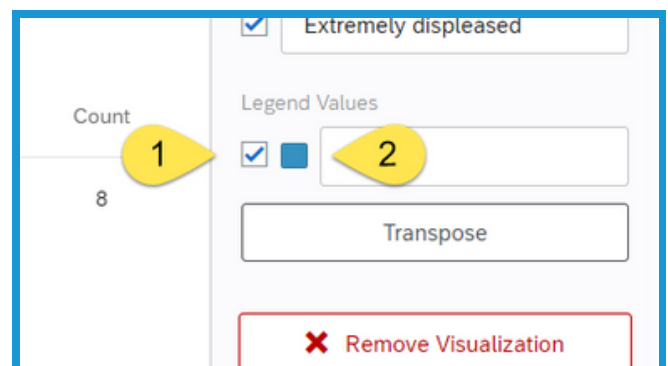 Extremely displeased
Legend Values
Count
1
2
8
Transpose
Remove Visualization